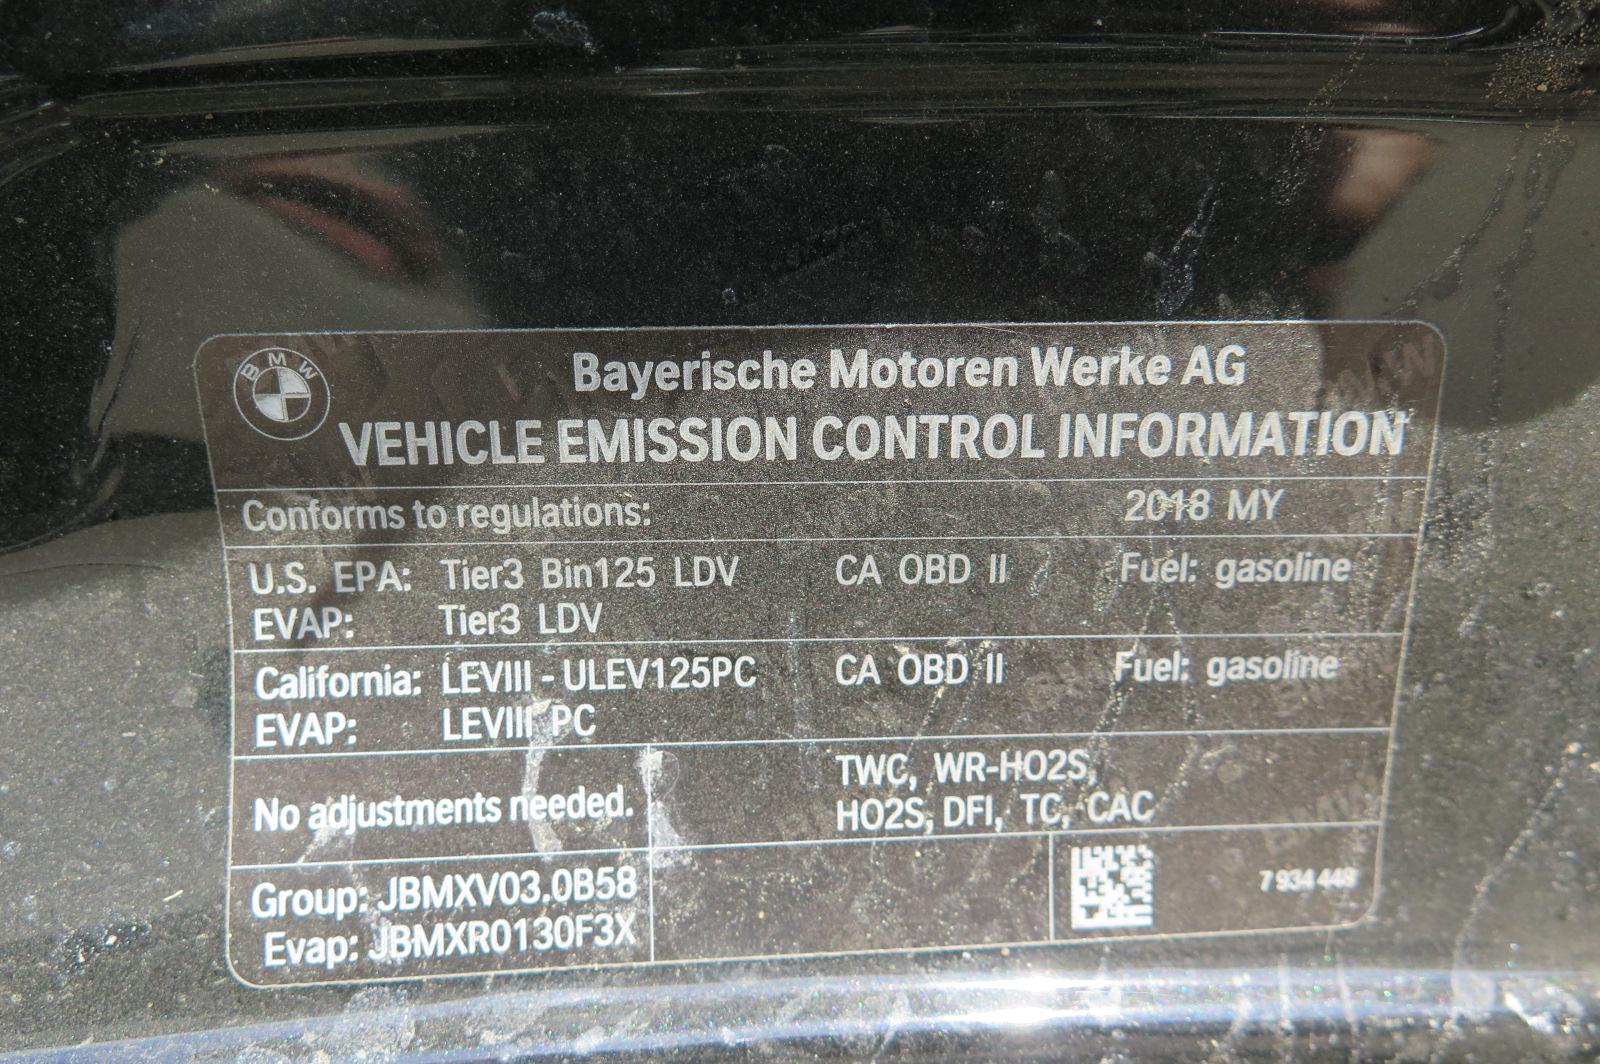 BMW
Bayerische Motoren Werke AG
VEHICLE EMISSION CONTROL INFORMATION
Conforms to regulations: 2018 MY
U.S. EPA: Tier3 Bin125 LDV CA OBD II Fuel: gasoline
EVAP: Tier3 LDV
California: LEVIII - ULEV125PC CA OBD II Fuel: gasoline
EVAP: LEVIII PC
No adjustments needed.
TWC, WR-HO2S,
HO2S, DFI, TC, CAC
Group: JBMXV03.0B58
Evap: JBMXR0130F3X
7 934 448